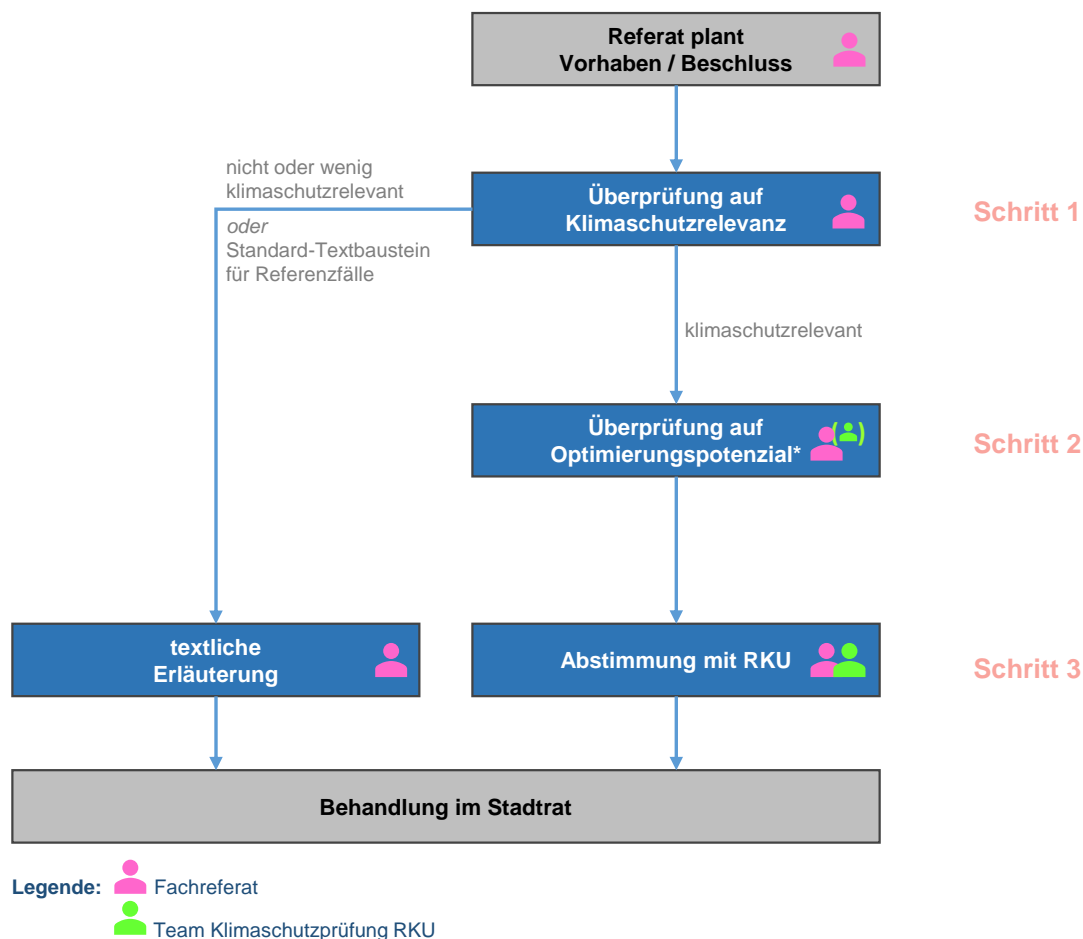 Referat plant
Vorhaben / Beschluss
nicht oder wenig
klimaschutzrelevant
oder
Standard-Textbaustein
für Referenzfälle
Überprüfung auf
Klimaschutzrelevanz
Schritt 1
klimaschutzrelevant
Überprüfung auf
Optimierungspotenzial*
( )
Schritt 2
textliche
Erläuterung
Abstimmung mit RKU
Schritt 3
Behandlung im Stadtrat
Legende: Fachreferat
Team Klimaschutzprüfung RKU